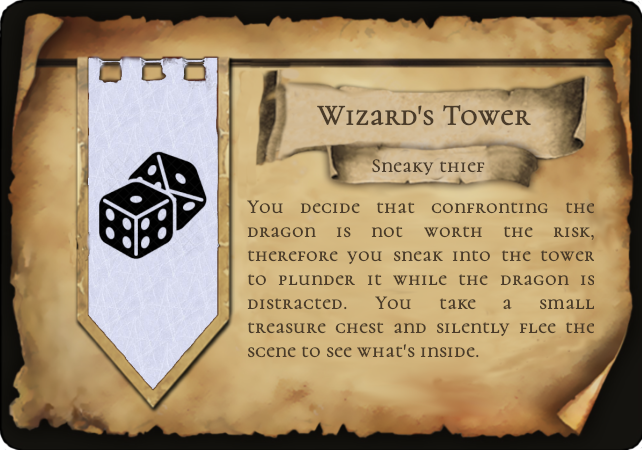 Wizard's Tower
Sneaky thief
You decide that confronting the
dragon is not worth the risk,
therefore you sneak into the tower
to plunder it while the dragon is
distracted. You take a small
treasure chest and silently flee the
scene to see what's inside.